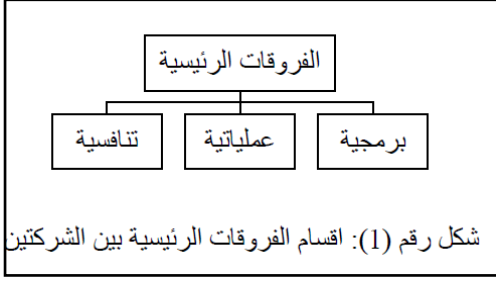 الفروقات الرئيسية
برمجية
عملياتية
تنافسية
شكل رقم (1): اقسام الفروقات الرئيسية بين الشركتين